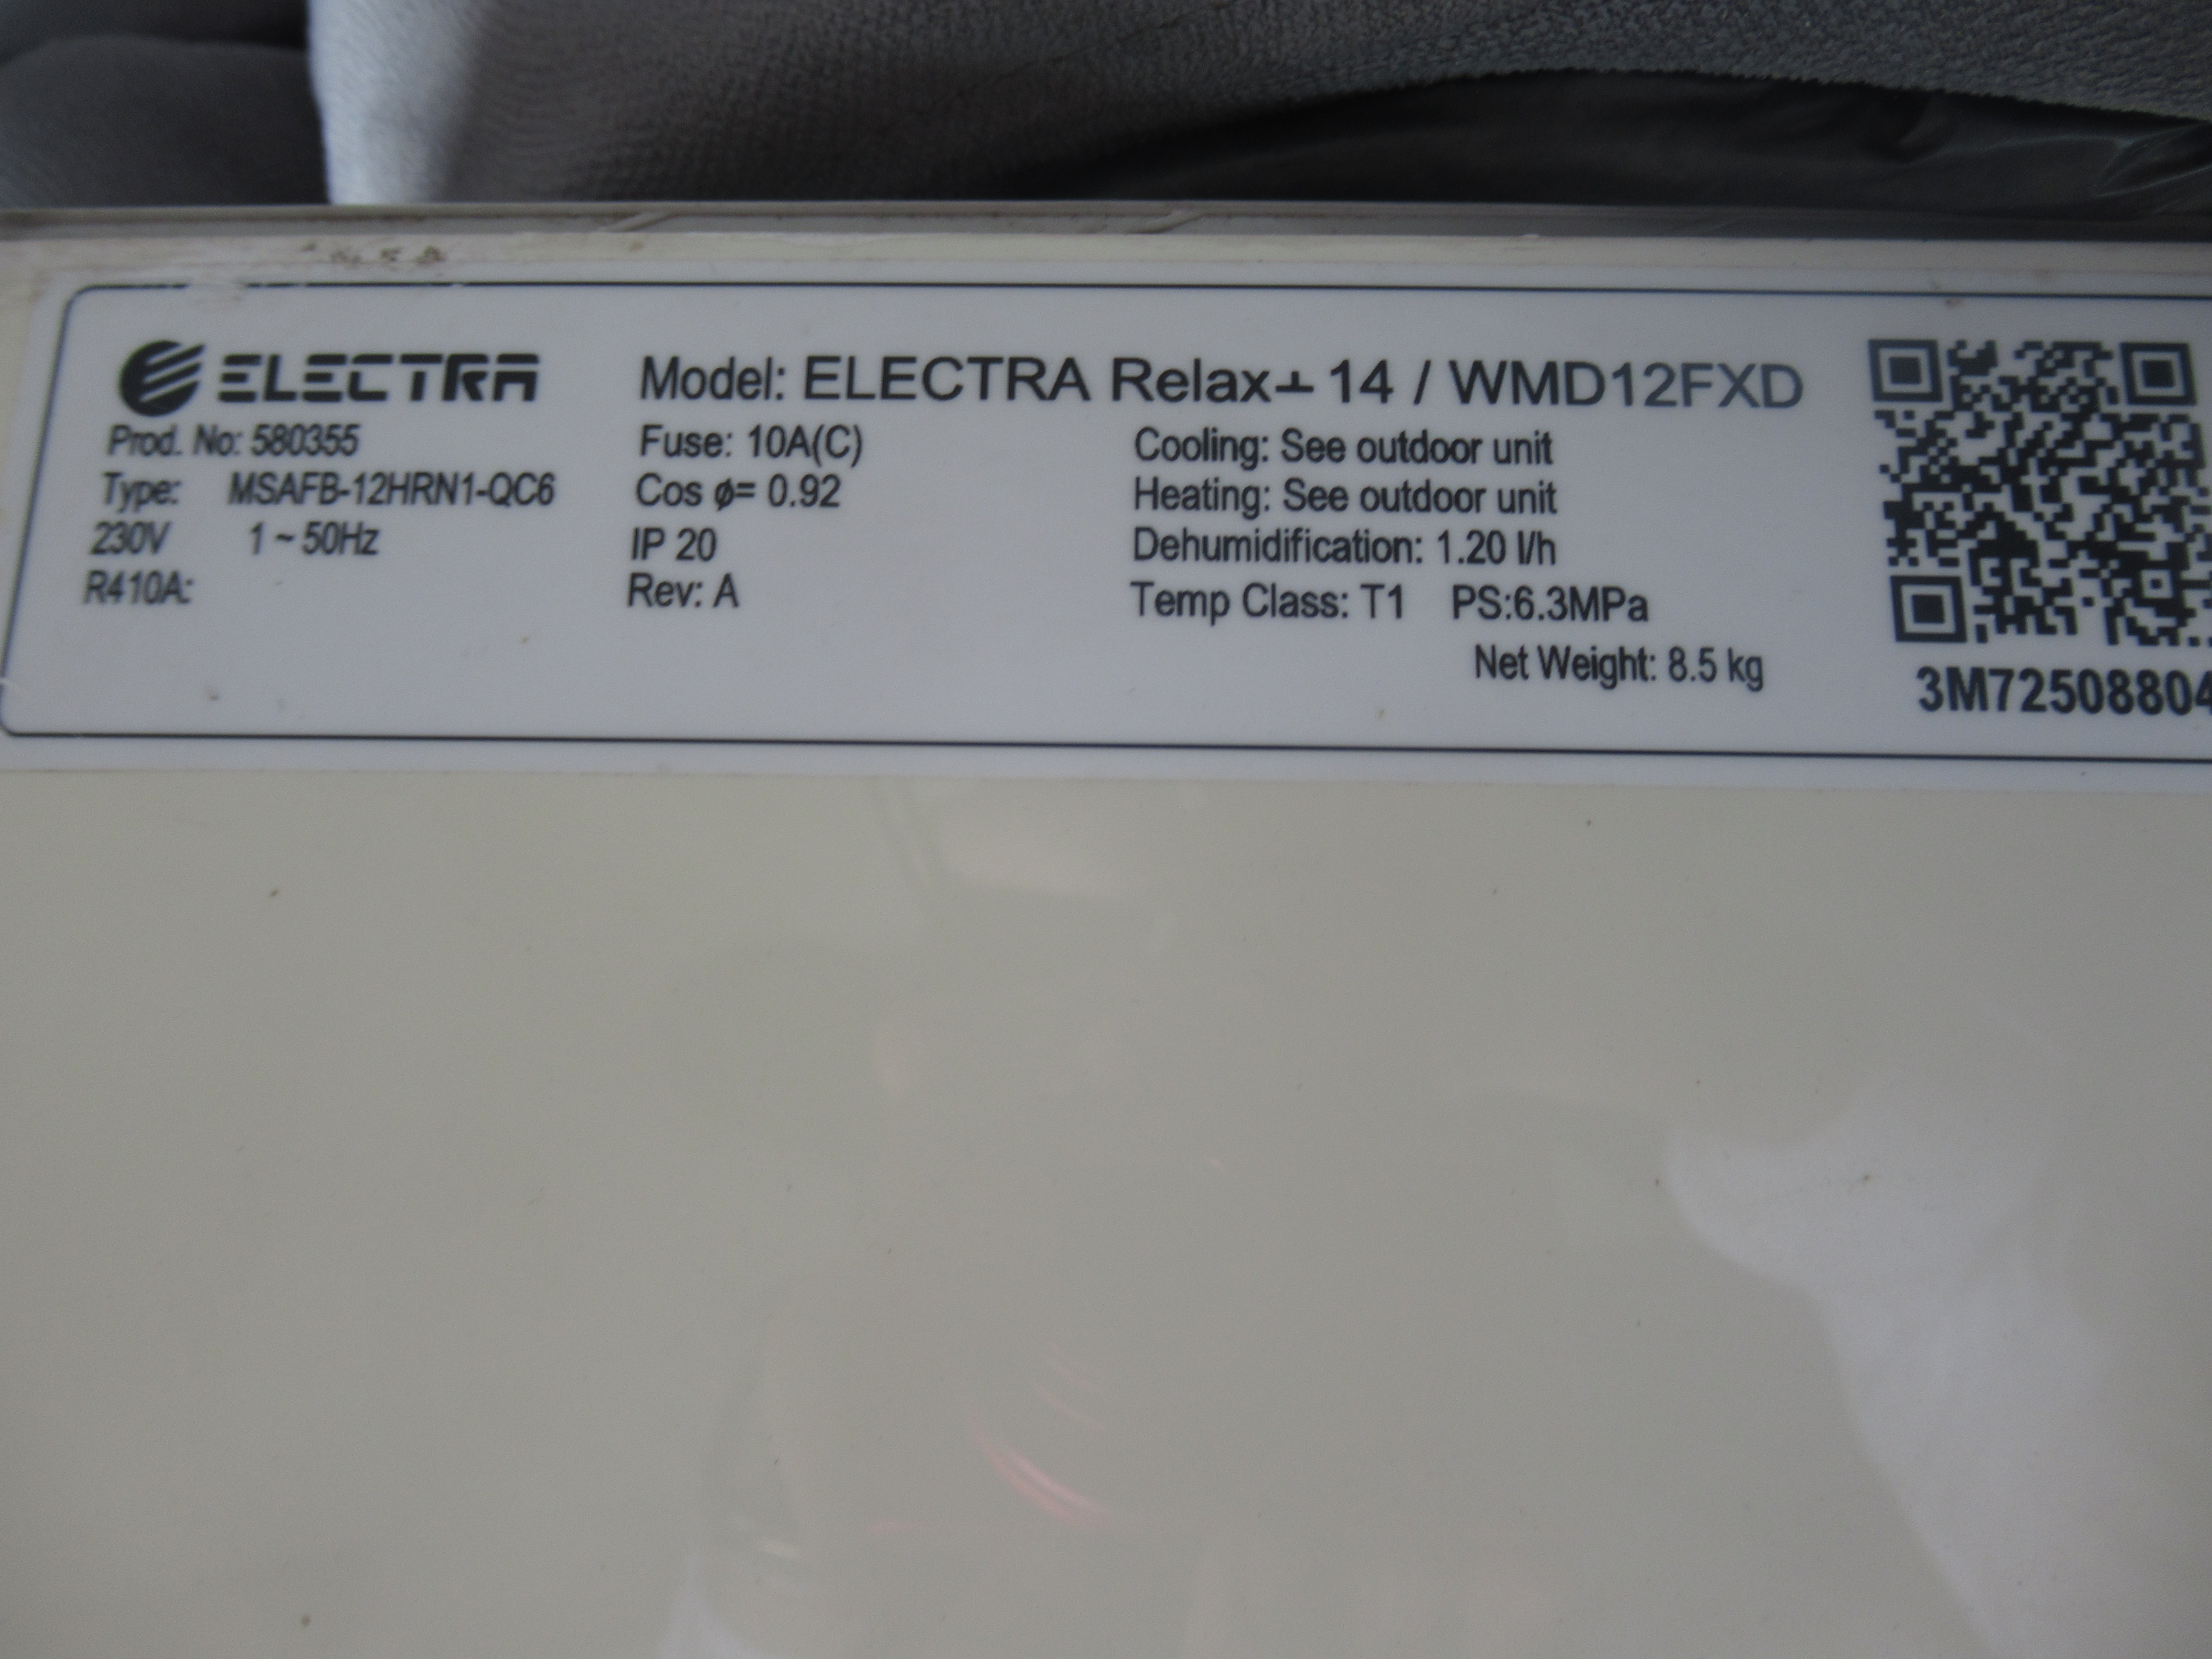 ELECTRA
Model: ELECTRA Relax+ 14 / WMD12FXD
Prod. No: 580355
Type: MSAFB-12HRN1-QC6
230V 1 ~ 50Hz
R410A:
Fuse: 10A(C)
Cos ø= 0.92
IP 20
Rev: A
Cooling: See outdoor unit
Heating: See outdoor unit
Dehumidification: 1.20 l/h
Temp Class: T1 PS:6.3MPa
Net Weight: 8.5 kg
3M72508804